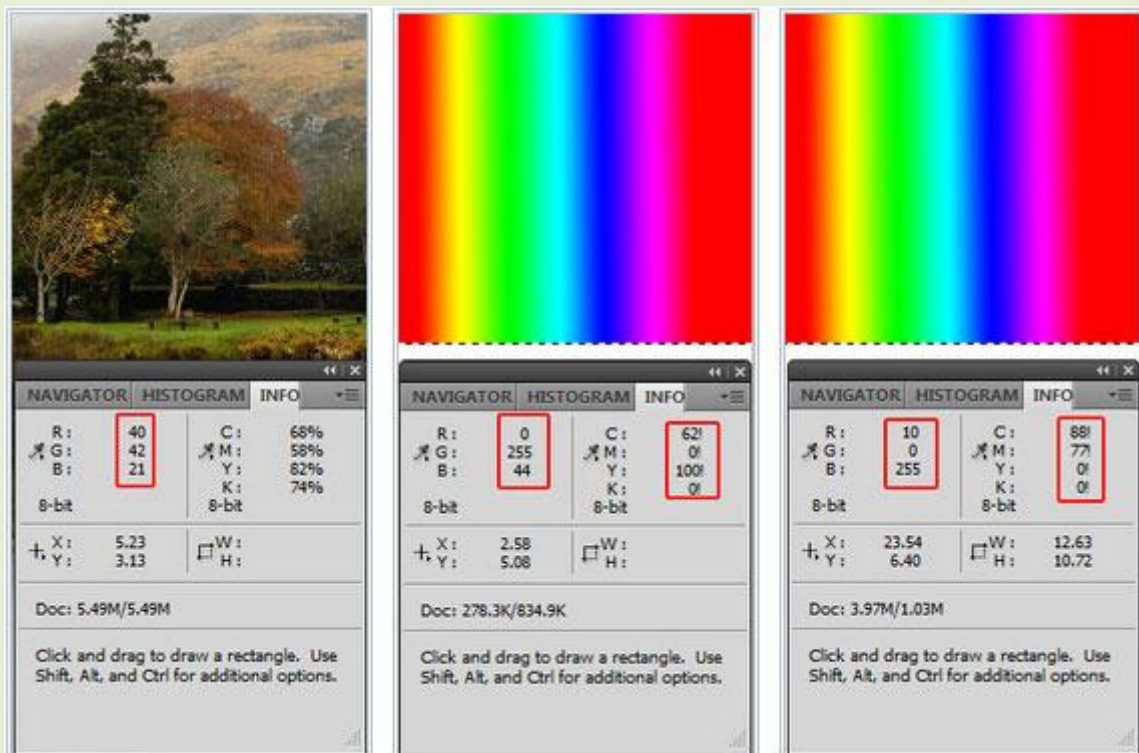 NAVIGATOR HISTOGRAM INFO
R: 40 C: 68%
G: 42 M: 58%
B: 21 Y: 82%
K: 74%
8-bit 8-bit
X: 5.23 W:
Y: 3.13 H:
Doc: 5.49M/5.49M
Click and drag to draw a rectangle. Use
Shift, Alt, and Ctrl for additional options.
NAVIGATOR HISTOGRAM INFO
R: 0 C: 62!
G: 255 M: 0!
B: 44 Y: 100!
K: 0!
8-bit 8-bit
X: 2.58 W:
Y: 5.08 H:
Doc: 278.3K/834.9K
Click and drag to draw a rectangle. Use
Shift, Alt, and Ctrl for additional options.
NAVIGATOR HISTOGRAM INFO
R: 10 C: 88!
G: 0 M: 77!
B: 255 Y: 0!
K: 0!
8-bit 8-bit
X: 23.54 W: 12.63
Y: 6.40 H: 10.72
Doc: 3.97M/1.03M
Click and drag to draw a rectangle. Use
Shift, Alt, and Ctrl for additional options.